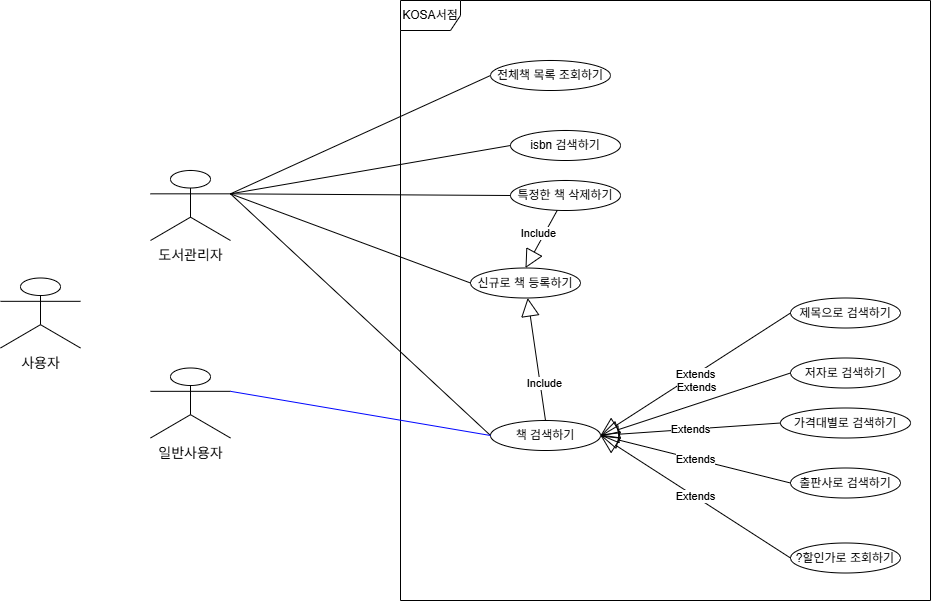 KOSA서점
전체책 목록 조회하기
isbn 검색하기
특정한 책 삭제하기
Include
도서관리자
신규로 책 등록하기
제목으로 검색하기
사용자
Extends
저자로 검색하기
Extends
Include
가격대별로 검색하기
Extends
책 검색하기
일반사용자
Extends
출판사로 검색하기
Extends
?할인가로 조회하기